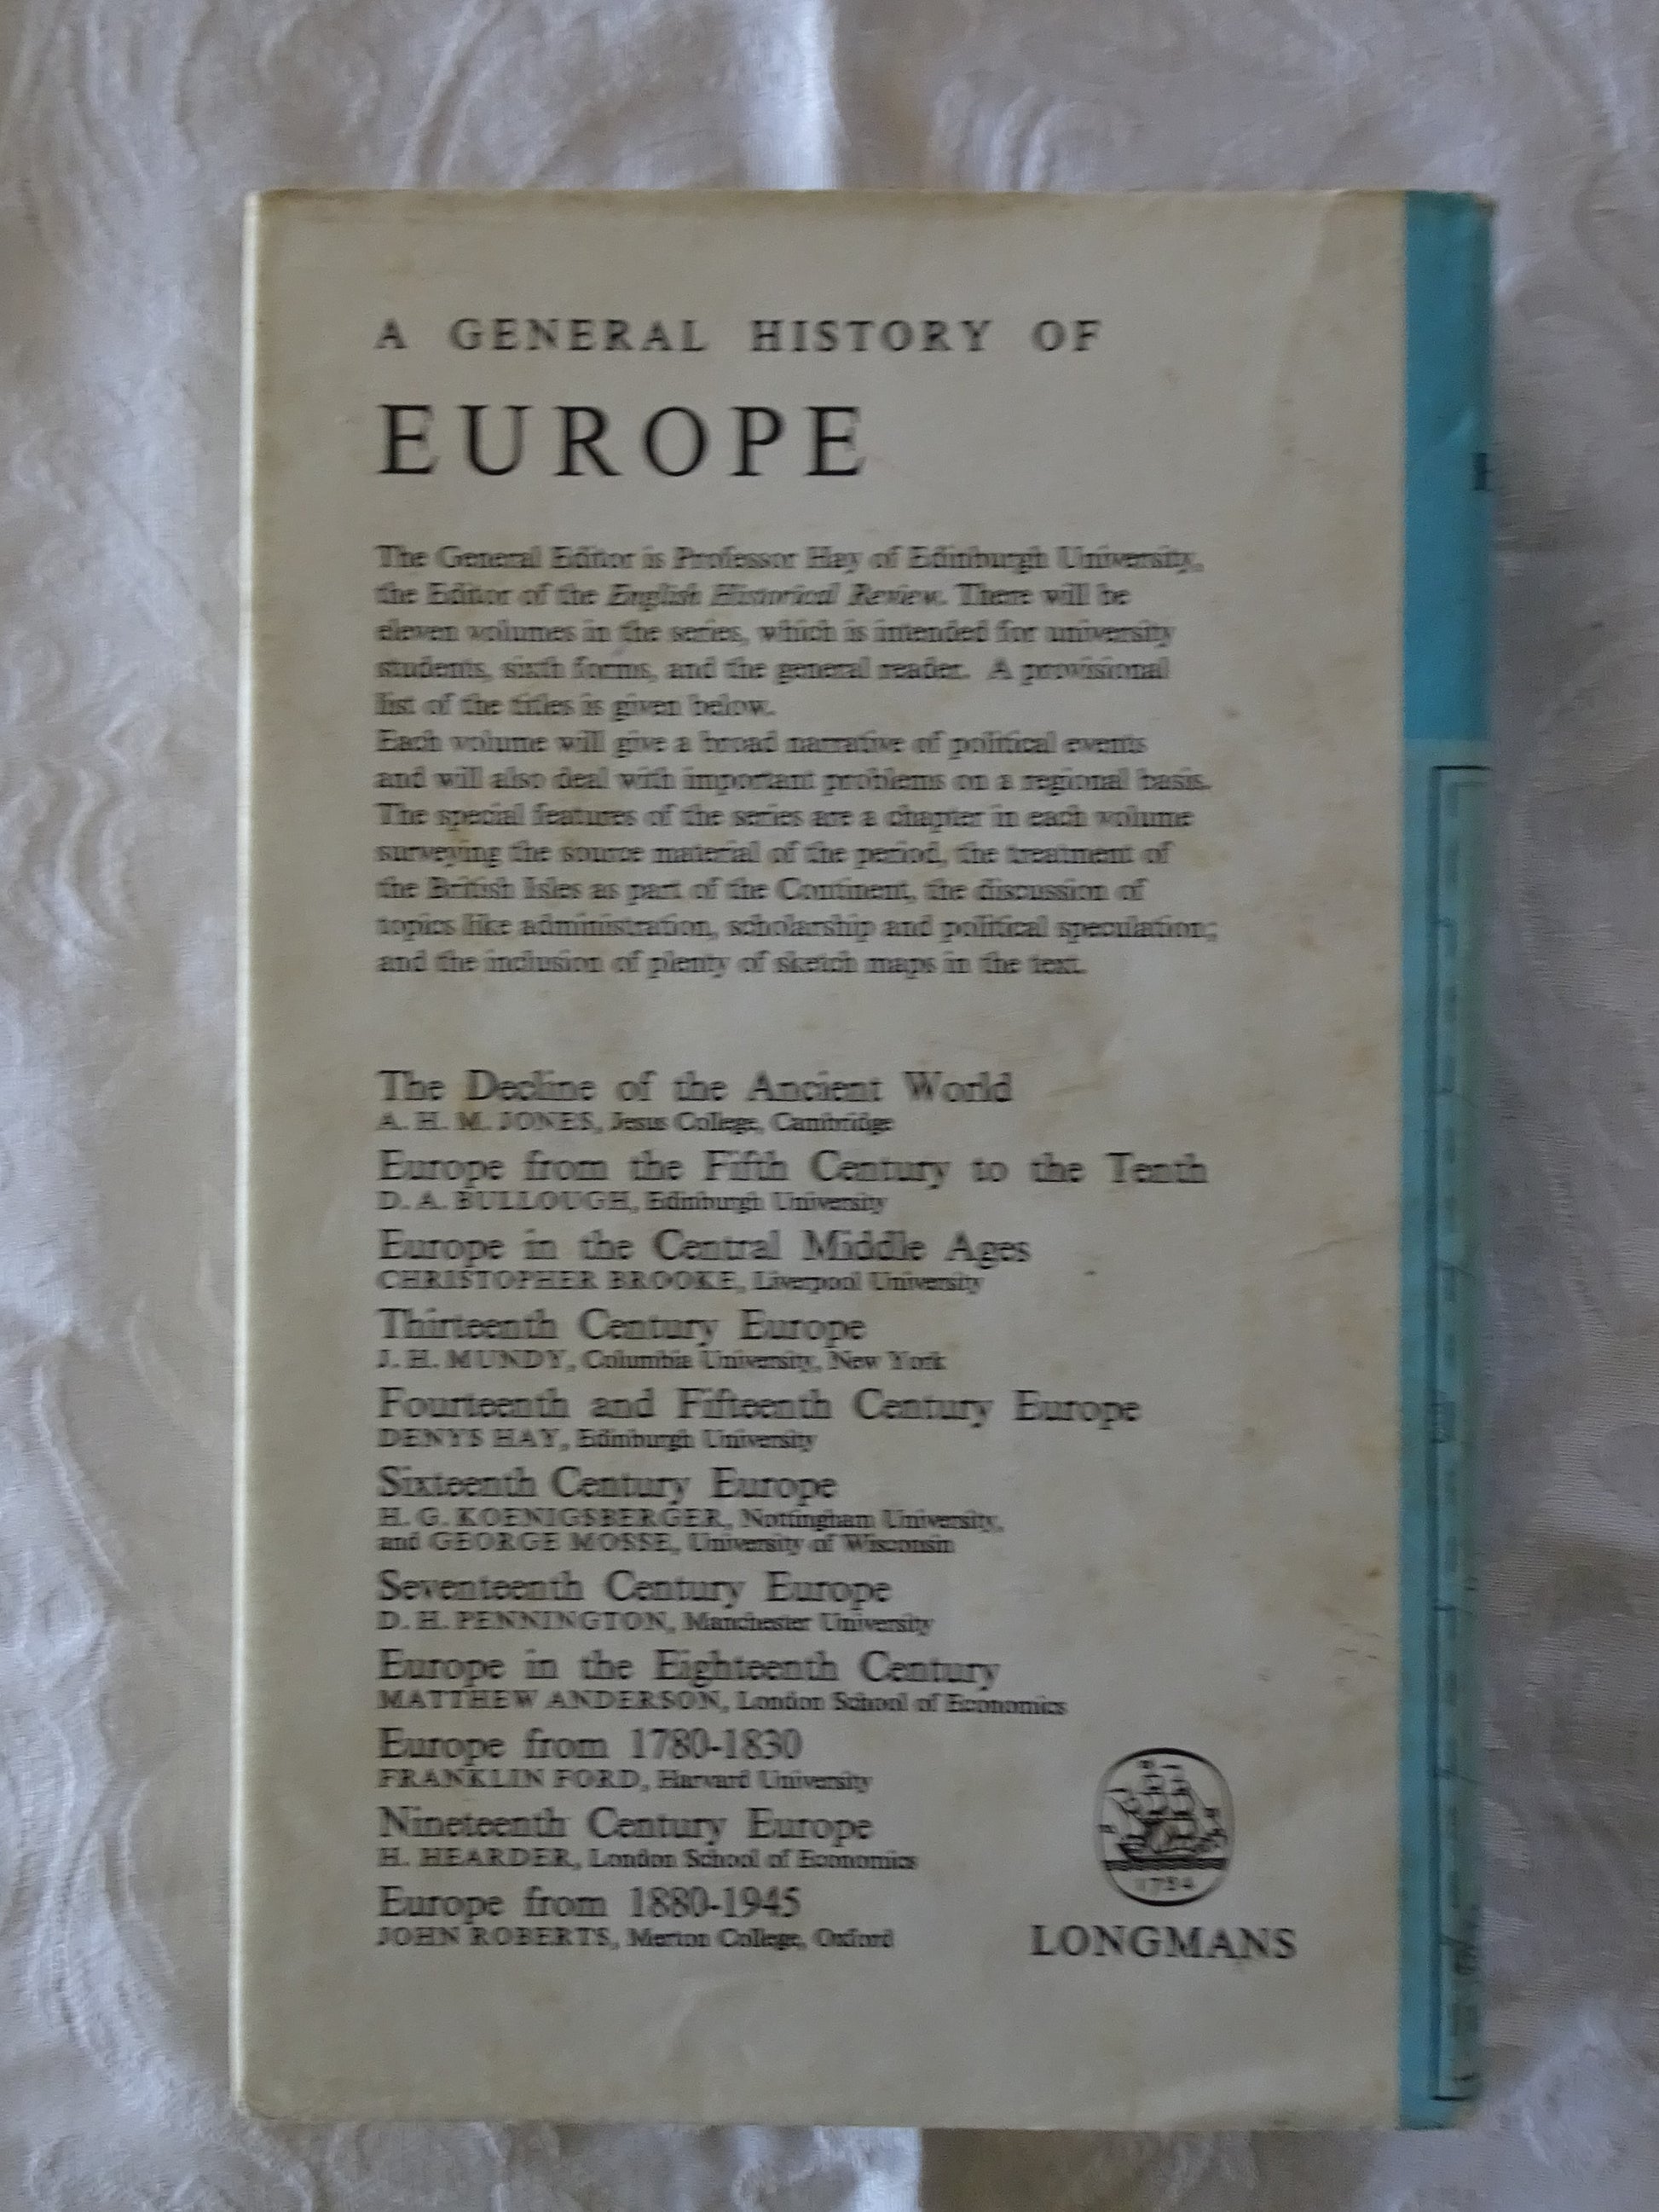 A GENERAL HISTORY OF
EUROPE
The General Editor is Professor Hay of Edinburgh University,
the Editor of the English Historical Review. There will be
eleven volumes in the series, which is intended for university
students, sixth forms, and the general reader. A provisional
list of the titles is given below.
Each volume will give a broad narrative of political events
and will also deal with important problems on a regional basis.
The special features of the series are a chapter in each volume
surveying the source material of the period, the treatment of
the British Isles as part of the Continent, the discussion of
topics like administration, scholarship and political speculation;
and the inclusion of plenty of sketch maps in the text.
The Decline of the Ancient World
A. H. M. JONES, Jesus College, Cambridge
Europe from the Fifth Century to the Tenth
D. A. BULLOUGH, Edinburgh University
Europe in the Central Middle Ages
CHRISTOPHER BROOKE, Liverpool University
Thirteenth Century Europe
J. H. MUNDY, Columbia University, New York
Fourteenth and Fifteenth Century Europe
DENYS HAY, Edinburgh University
Sixteenth Century Europe
H. G. KOENIGSBERGER, Nottingham University,
and GEORGE MOSSE, University of Wisconsin
Seventeenth Century Europe
D. H. PENNINGTON, Manchester University
Europe in the Eighteenth Century
MATTHEW ANDERSON, London School of Economics
Europe from 1780-1830
FRANKLIN FORD, Harvard University
Nineteenth Century Europe
H. HEARDER, London School of Economics
Europe from 1880-1945
JOHN ROBERTS, Merton College, Oxford
1724
LONGMANS